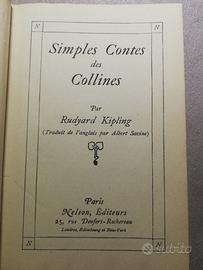 N N
Simples Contes
des
Collines
Par
Rudyard Kipling
(Traduit de l'anglais par Albert Savine)
Paris
Nelson, Éditeurs
25, rue Denfert-Rochereau
Londres, Édimbourg et New-York
N N
subito